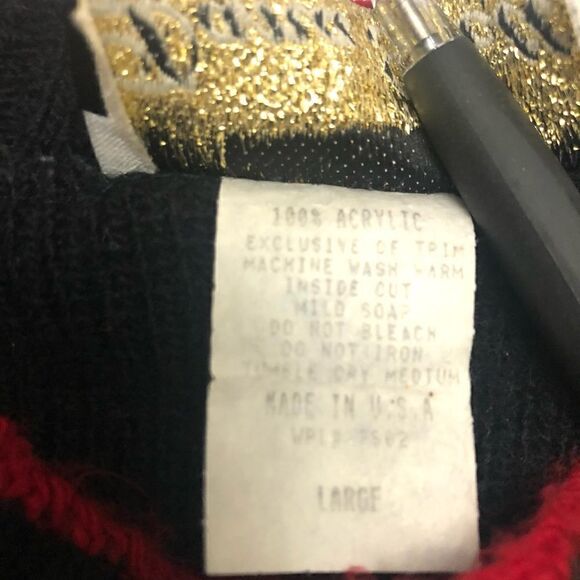 100% ACRYLIC
EXCLUSIVE OF TRIM
MACHINE WASH WARM
INSIDE OUT
MILD SOAP
DO NOT BLEACH
DO NOT IRON
TUMBLE DRY MEDIUM
MADE IN U.S.A
LARGE